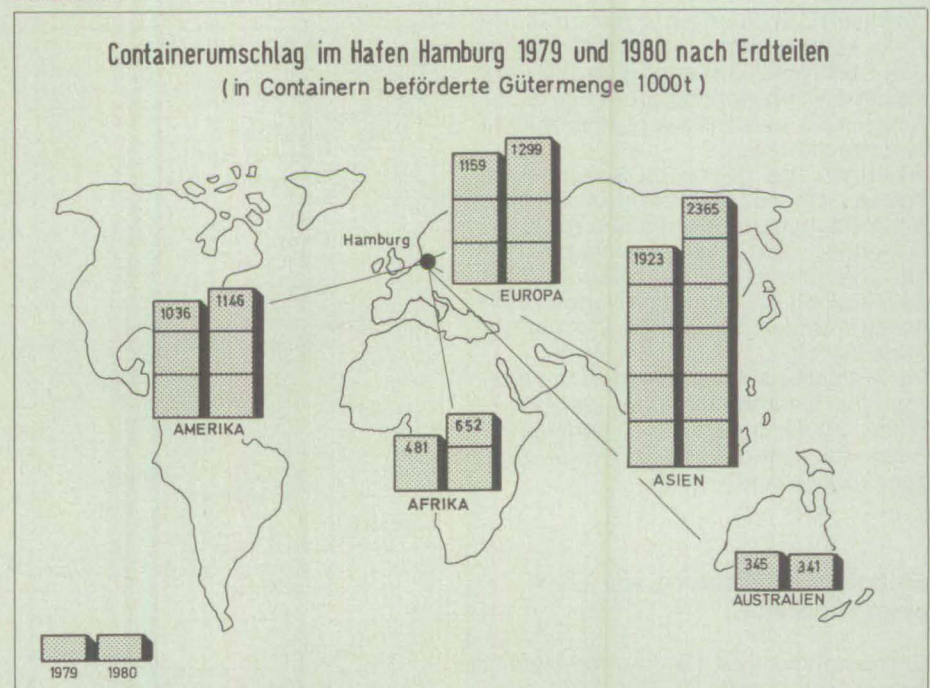 Containerumschlag im Hafen Hamburg 1979 und 1980 nach Erdteilen
(in Containern beförderte Gütermenge 1000t)
1159 1299
EUROPA
Hamburg
1036 1146
AMERIKA
1923 2365
ASIEN
481 652
AFRIKA
345 341
AUSTRALIEN
1979 1980